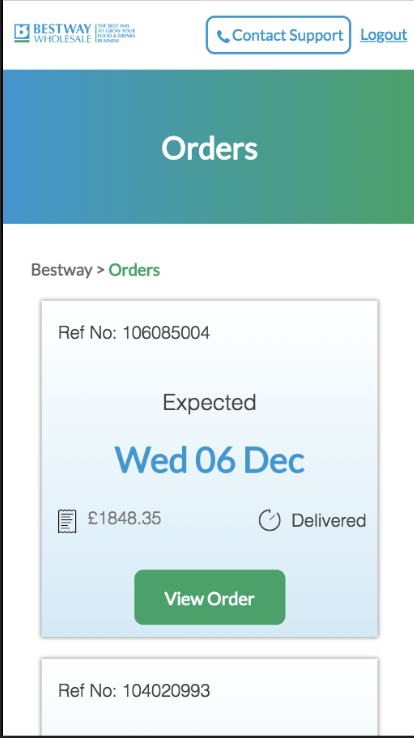 BESTWAY
WHOLESALE
THE BEST WAY
TO GROW YOUR
FOOD & DRINKS
BUSINESS
Contact Support
Logout
Orders
Bestway > Orders
Ref No: 106085004
Expected
Wed 06 Dec
£1848.35
Delivered
View Order
Ref No: 104020993